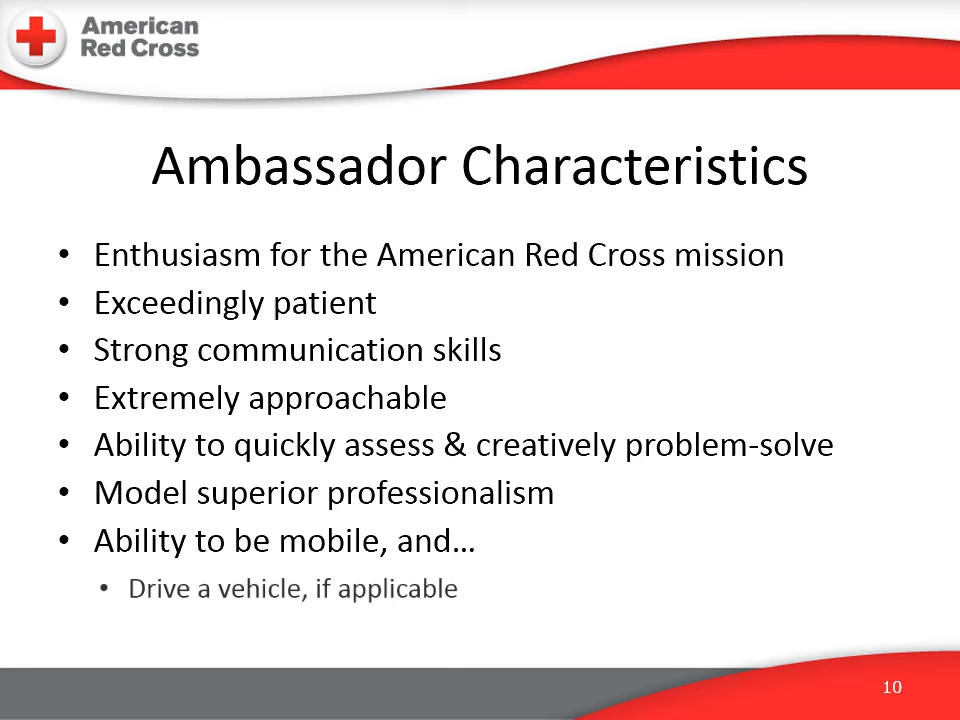 American
Red Cross
Ambassador Characteristics
• Enthusiasm for the American Red Cross mission
• Exceedingly patient
• Strong communication skills
• Extremely approachable
• Ability to quickly assess & creatively problem-solve
• Model superior professionalism
• Ability to be mobile, and…
• Drive a vehicle, if applicable
10